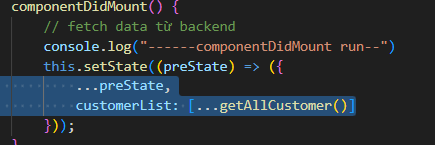 componentDidMount() {
// fetch data từ backend
console.log("------componentDidMount run--")
this.setState((preState) => ({
...preState,
customerList: [...getAllCustomer()]
}));
}